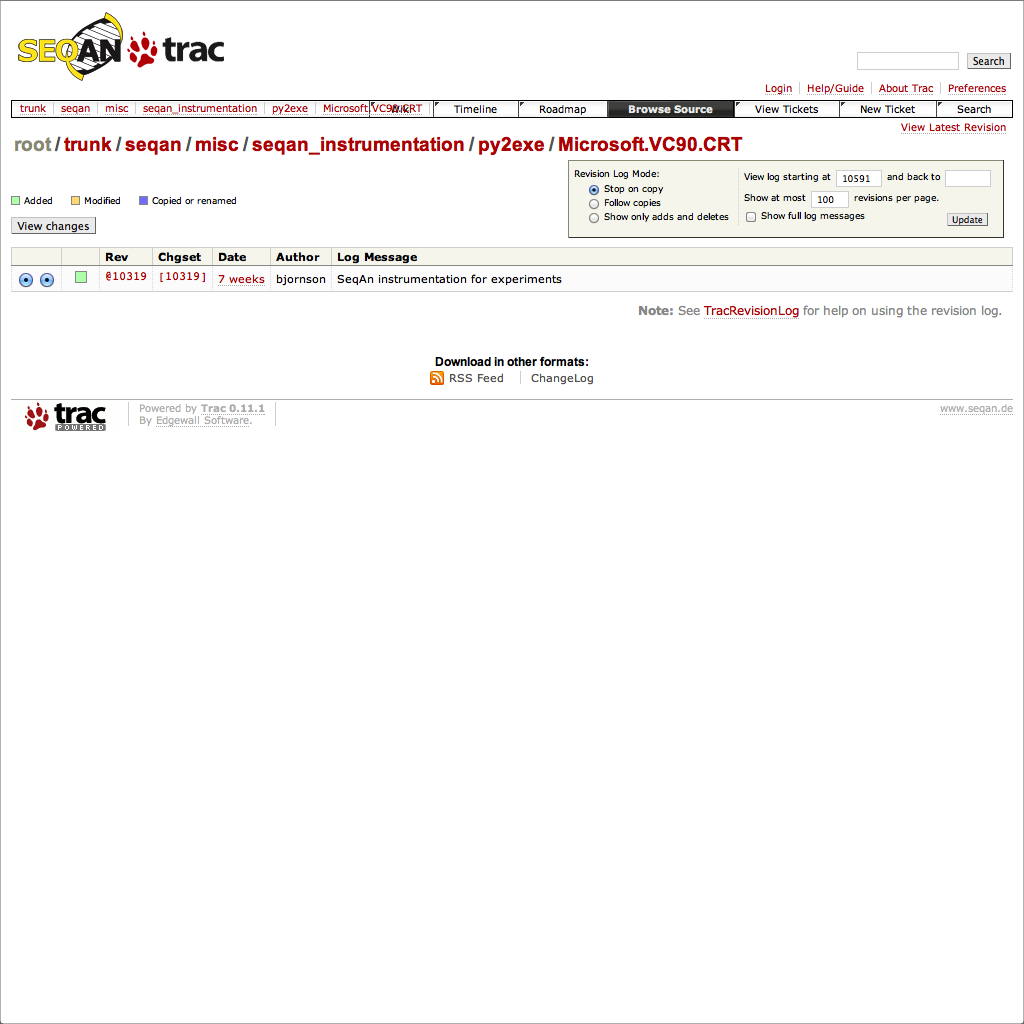 SEQAN trac
Search
Login Help/Guide About Trac Preferences
trunk seqan misc seqan_instrumentation py2exe Microsoft.VC90.CRT Wiki Timeline Roadmap Browse Source View Tickets New Ticket Search
View Latest Revision
root / trunk / seqan / misc / seqan_instrumentation / py2exe / Microsoft.VC90.CRT
Revision Log Mode:
Stop on copy
Follow copies
Show only adds and deletes
View log starting at 10591 and back to
Show at most 100 revisions per page.
Show full log messages
Update
Added Modified Copied or renamed
View changes
Rev Chgset Date Author Log Message
@10319 [10319] 7 weeks bjornson SeqAn instrumentation for experiments
Note: See TracRevisionLog for help on using the revision log.
Download in other formats:
RSS Feed ChangeLog
trac POWERED
Powered by Trac 0.11.1
By Edgewall Software.
www.seqan.de